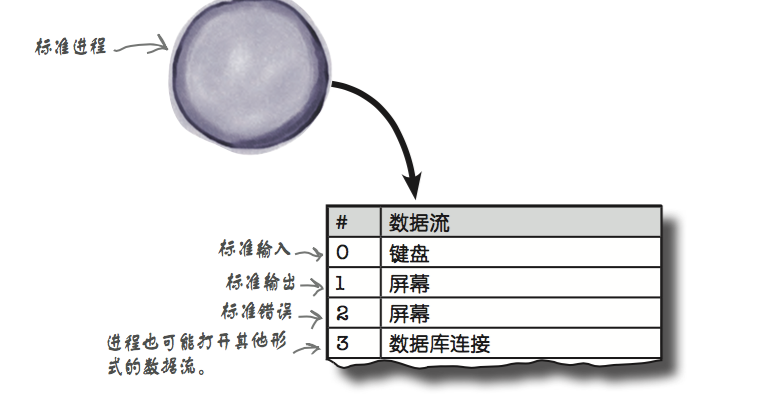 标准进程
# 数据流
标准输入 0 键盘
标准输出 1 屏幕
标准错误 2 屏幕
进程也可能打开其他形
式的数据流。
3 数据库连接